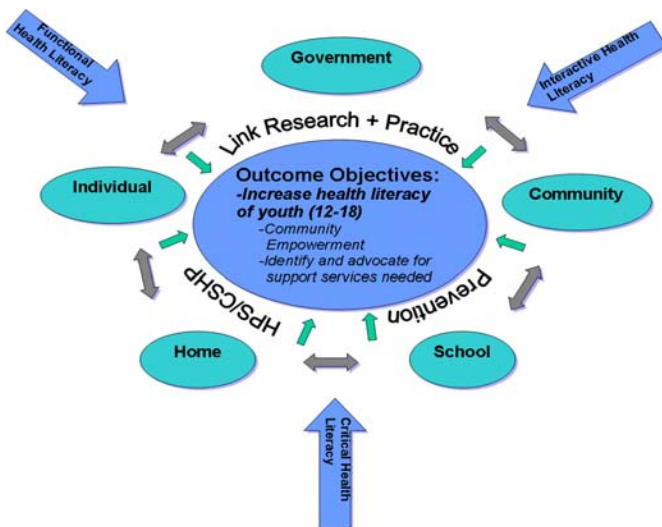 Functional
Health Literacy
Government
Interactive Health
Literacy
Link Research + Practice
Individual
Outcome Objectives:
-Increase health literacy
of youth (12-18)
-Community
Empowerment
-Identify and advocate for
support services needed
Community
HPS/CSHP
Prevention
Home
School
Critical Health
Literacy